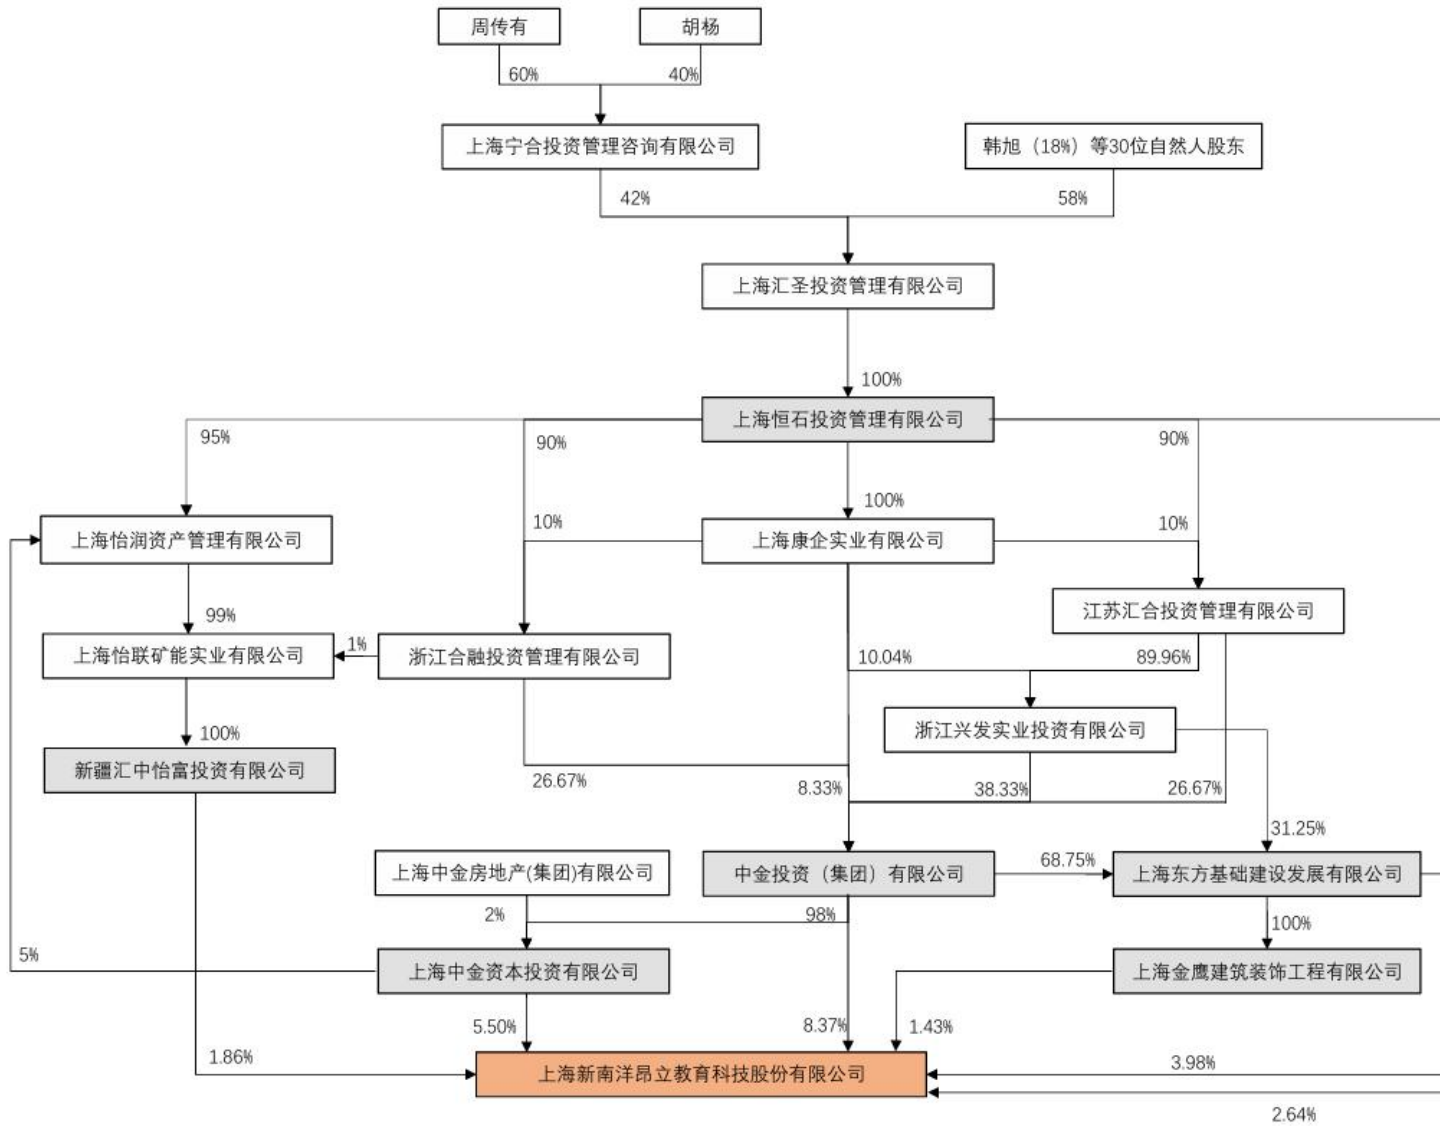 周传有
胡杨
60%
40%
上海宁合投资管理咨询有限公司
韩旭（18%）等30位自然人股东
42%
58%
上海汇圣投资管理有限公司
100%
上海恒石投资管理有限公司
95%
90%
90%
100%
上海怡润资产管理有限公司
10%
上海康企实业有限公司
10%
99%
江苏汇合投资管理有限公司
上海怡联矿能实业有限公司
1%
浙江合融投资管理有限公司
10.04%
89.96%
100%
浙江兴发实业投资有限公司
新疆汇中怡富投资有限公司
26.67%
8.33%
38.33%
26.67%
31.25%
上海中金房地产(集团)有限公司
中金投资（集团）有限公司
68.75%
上海东方基础建设发展有限公司
2%
98%
100%
5%
上海中金资本投资有限公司
上海金鹰建筑装饰工程有限公司
5.50%
8.37%
1.43%
1.86%
上海新南洋昂立教育科技股份有限公司
3.98%
2.64%